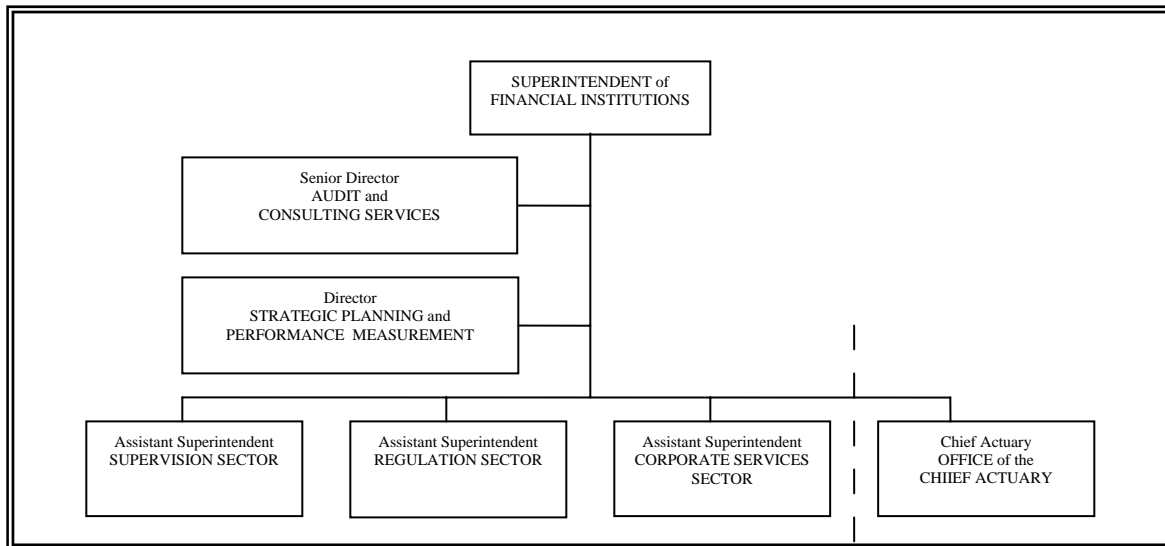 SUPERINTENDENT of
FINANCIAL INSTITUTIONS
Senior Director
AUDIT and
CONSULTING SERVICES
Director
STRATEGIC PLANNING and
PERFORMANCE MEASUREMENT
Assistant Superintendent
SUPERVISION SECTOR
Assistant Superintendent
REGULATION SECTOR
Assistant Superintendent
CORPORATE SERVICES
SECTOR
Chief Actuary
OFFICE of the
CHIIEF ACTUARY